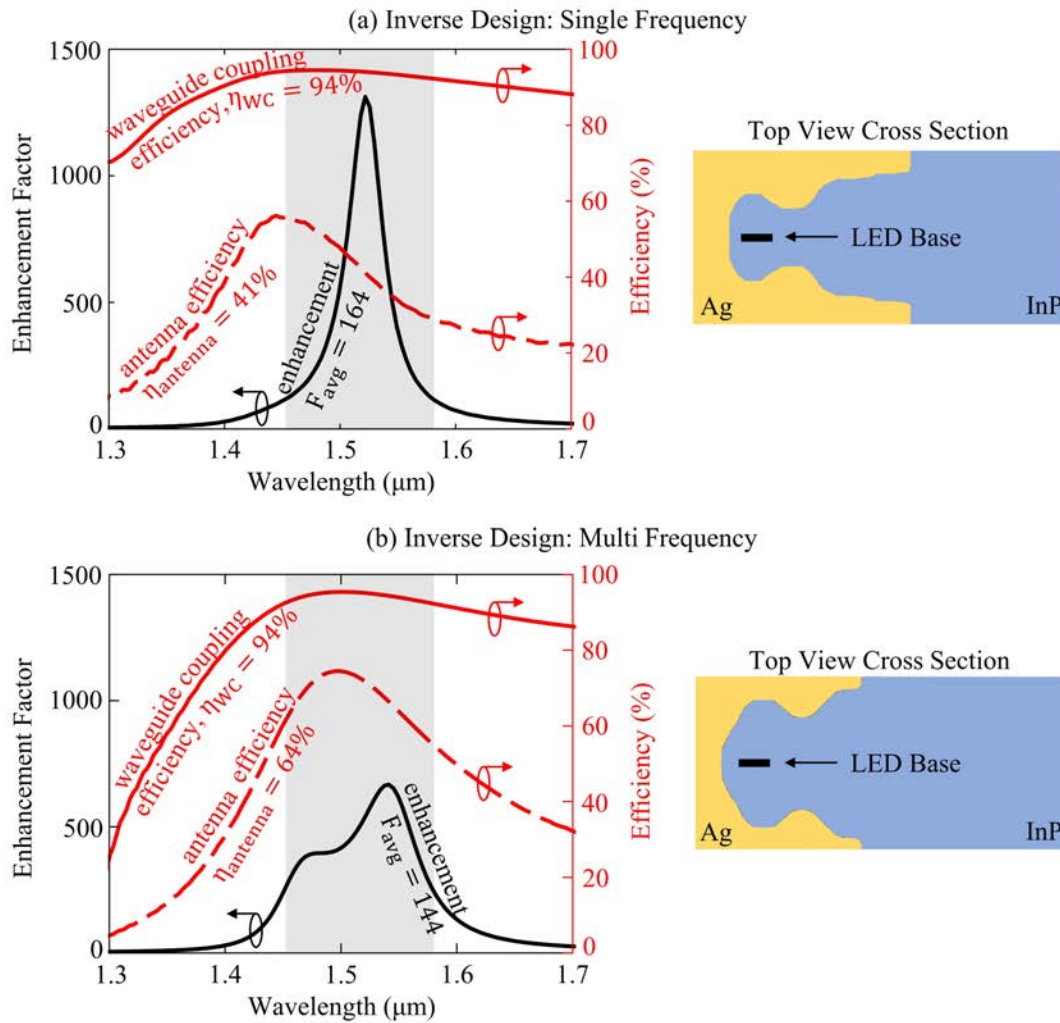 (a) Inverse Design: Single Frequency
1500
1000
500
0
Enhancement Factor
100
80
60
40
20
0
Efficiency (%)
waveguide coupling
efficiency, ηWC = 94%
antenna efficiency
ηantenna = 41%
enhancement
Favg = 164
1.3 1.4 1.5 1.6 1.7
Wavelength (μm)
Top View Cross Section
LED Base
Ag
InP
(b) Inverse Design: Multi Frequency
1500
1000
500
0
Enhancement Factor
100
80
60
40
20
0
Efficiency (%)
waveguide coupling
efficiency, ηWC = 94%
antenna efficiency
ηantenna = 64%
enhancement
Favg = 144
1.3 1.4 1.5 1.6 1.7
Wavelength (μm)
Top View Cross Section
LED Base
Ag
InP